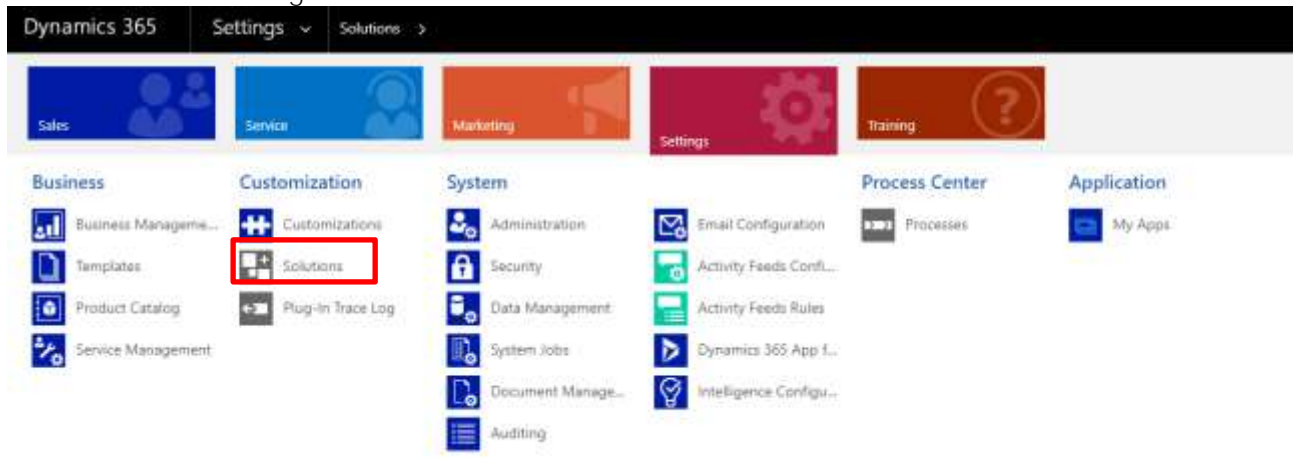 Dynamics 365 Settings Solutions >
Sales Service Marketing Settings Training
Business Customization System Process Center Application
Business Manageme... Customizations Administration Email Configuration Processes My Apps
Templates Solutions Security Activity Feeds Confi...
Product Catalog Plug-In Trace Log Data Management Activity Feeds Rules
Service Management System Jobs Dynamics 365 App f...
Document Manage... Intelligence Configu...
Auditing